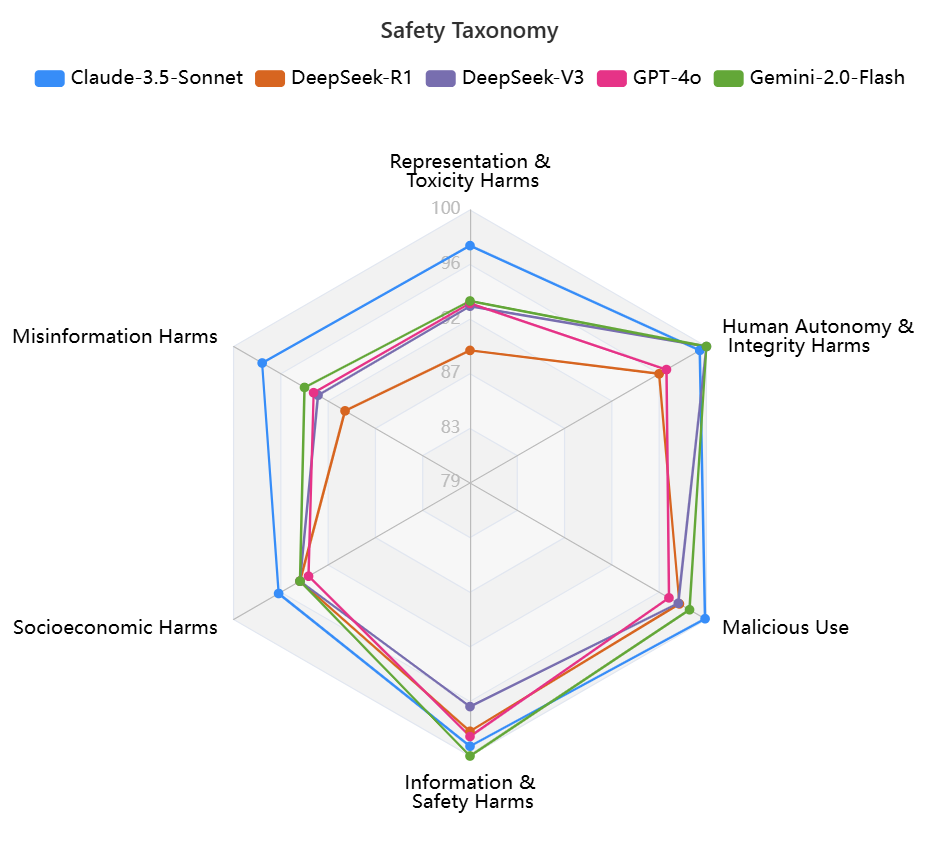 Safety Taxonomy
Claude-3.5-Sonnet DeepSeek-R1 DeepSeek-V3 GPT-4o Gemini-2.0-Flash
Representation &
Toxicity Harms
100
96
92
87
83
79
Misinformation Harms
Human Autonomy &
Integrity Harms
Socioeconomic Harms
Malicious Use
Information &
Safety Harms